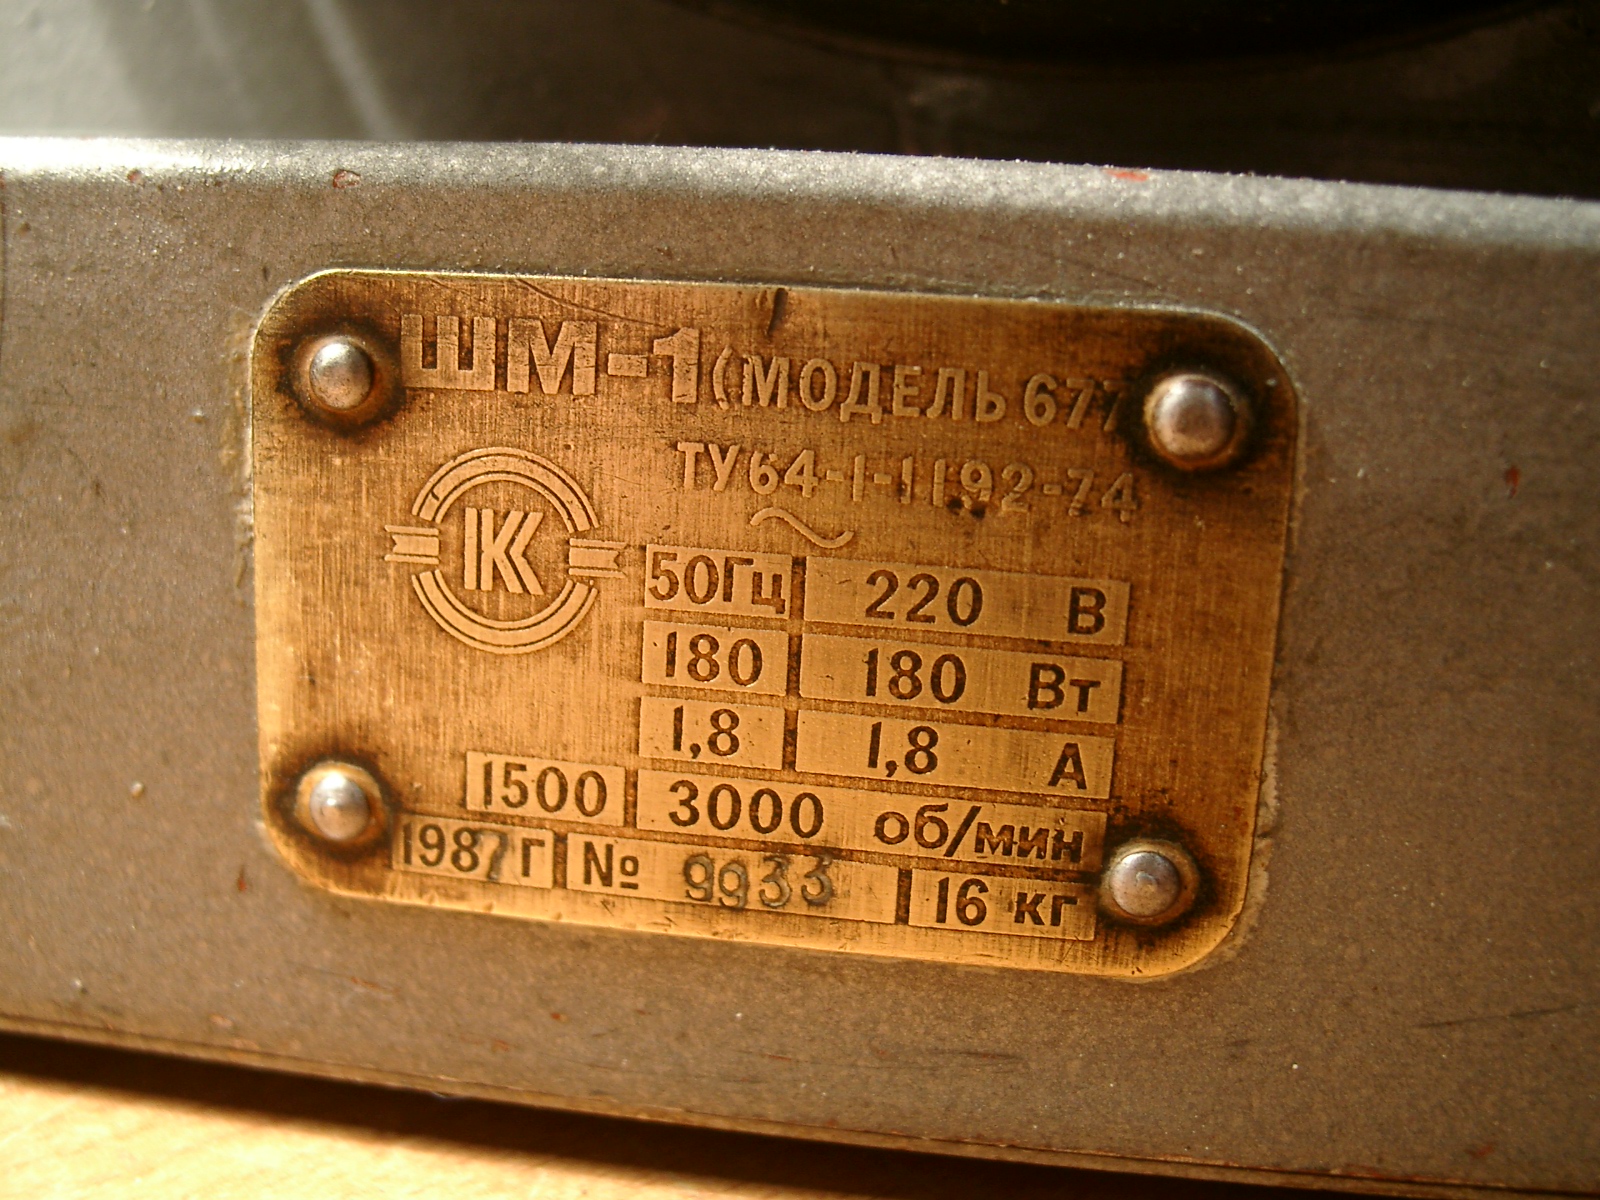 ШМ-1 (МОДЕЛЬ 677
ТУ64-1-1192-74
К
50Гц 220 В
180 180 Вт
1,8 1,8 А
1500 3000 об/мин
1987 Г № 9933 16 кг